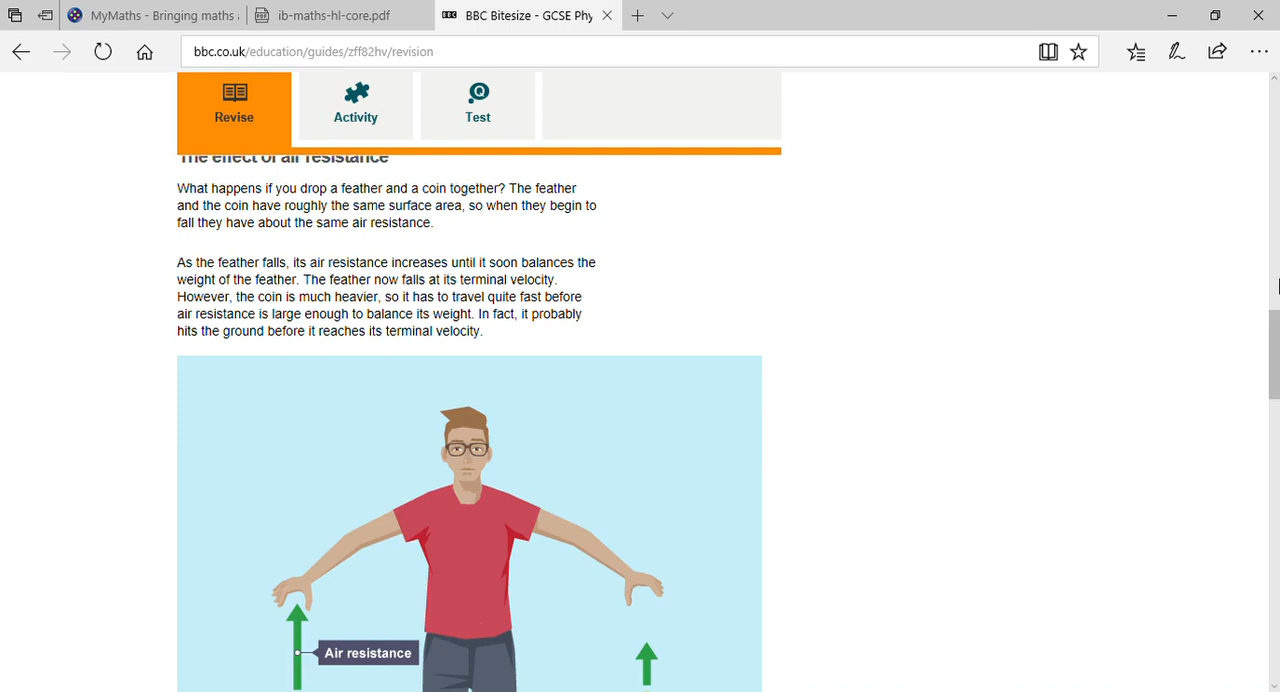 MyMaths - Bringing maths
ib-maths-hl-core.pdf
BBC Bitesize - GCSE Phy
bbc.co.uk/education/guides/zff82hv/revision
Revise
Activity
Test
The effect of air resistance
What happens if you drop a feather and a coin together? The feather
and the coin have roughly the same surface area, so when they begin to
fall they have about the same air resistance.
As the feather falls, its air resistance increases until it soon balances the
weight of the feather. The feather now falls at its terminal velocity.
However, the coin is much heavier, so it has to travel quite fast before
air resistance is large enough to balance its weight. In fact, it probably
hits the ground before it reaches its terminal velocity.
Air resistance